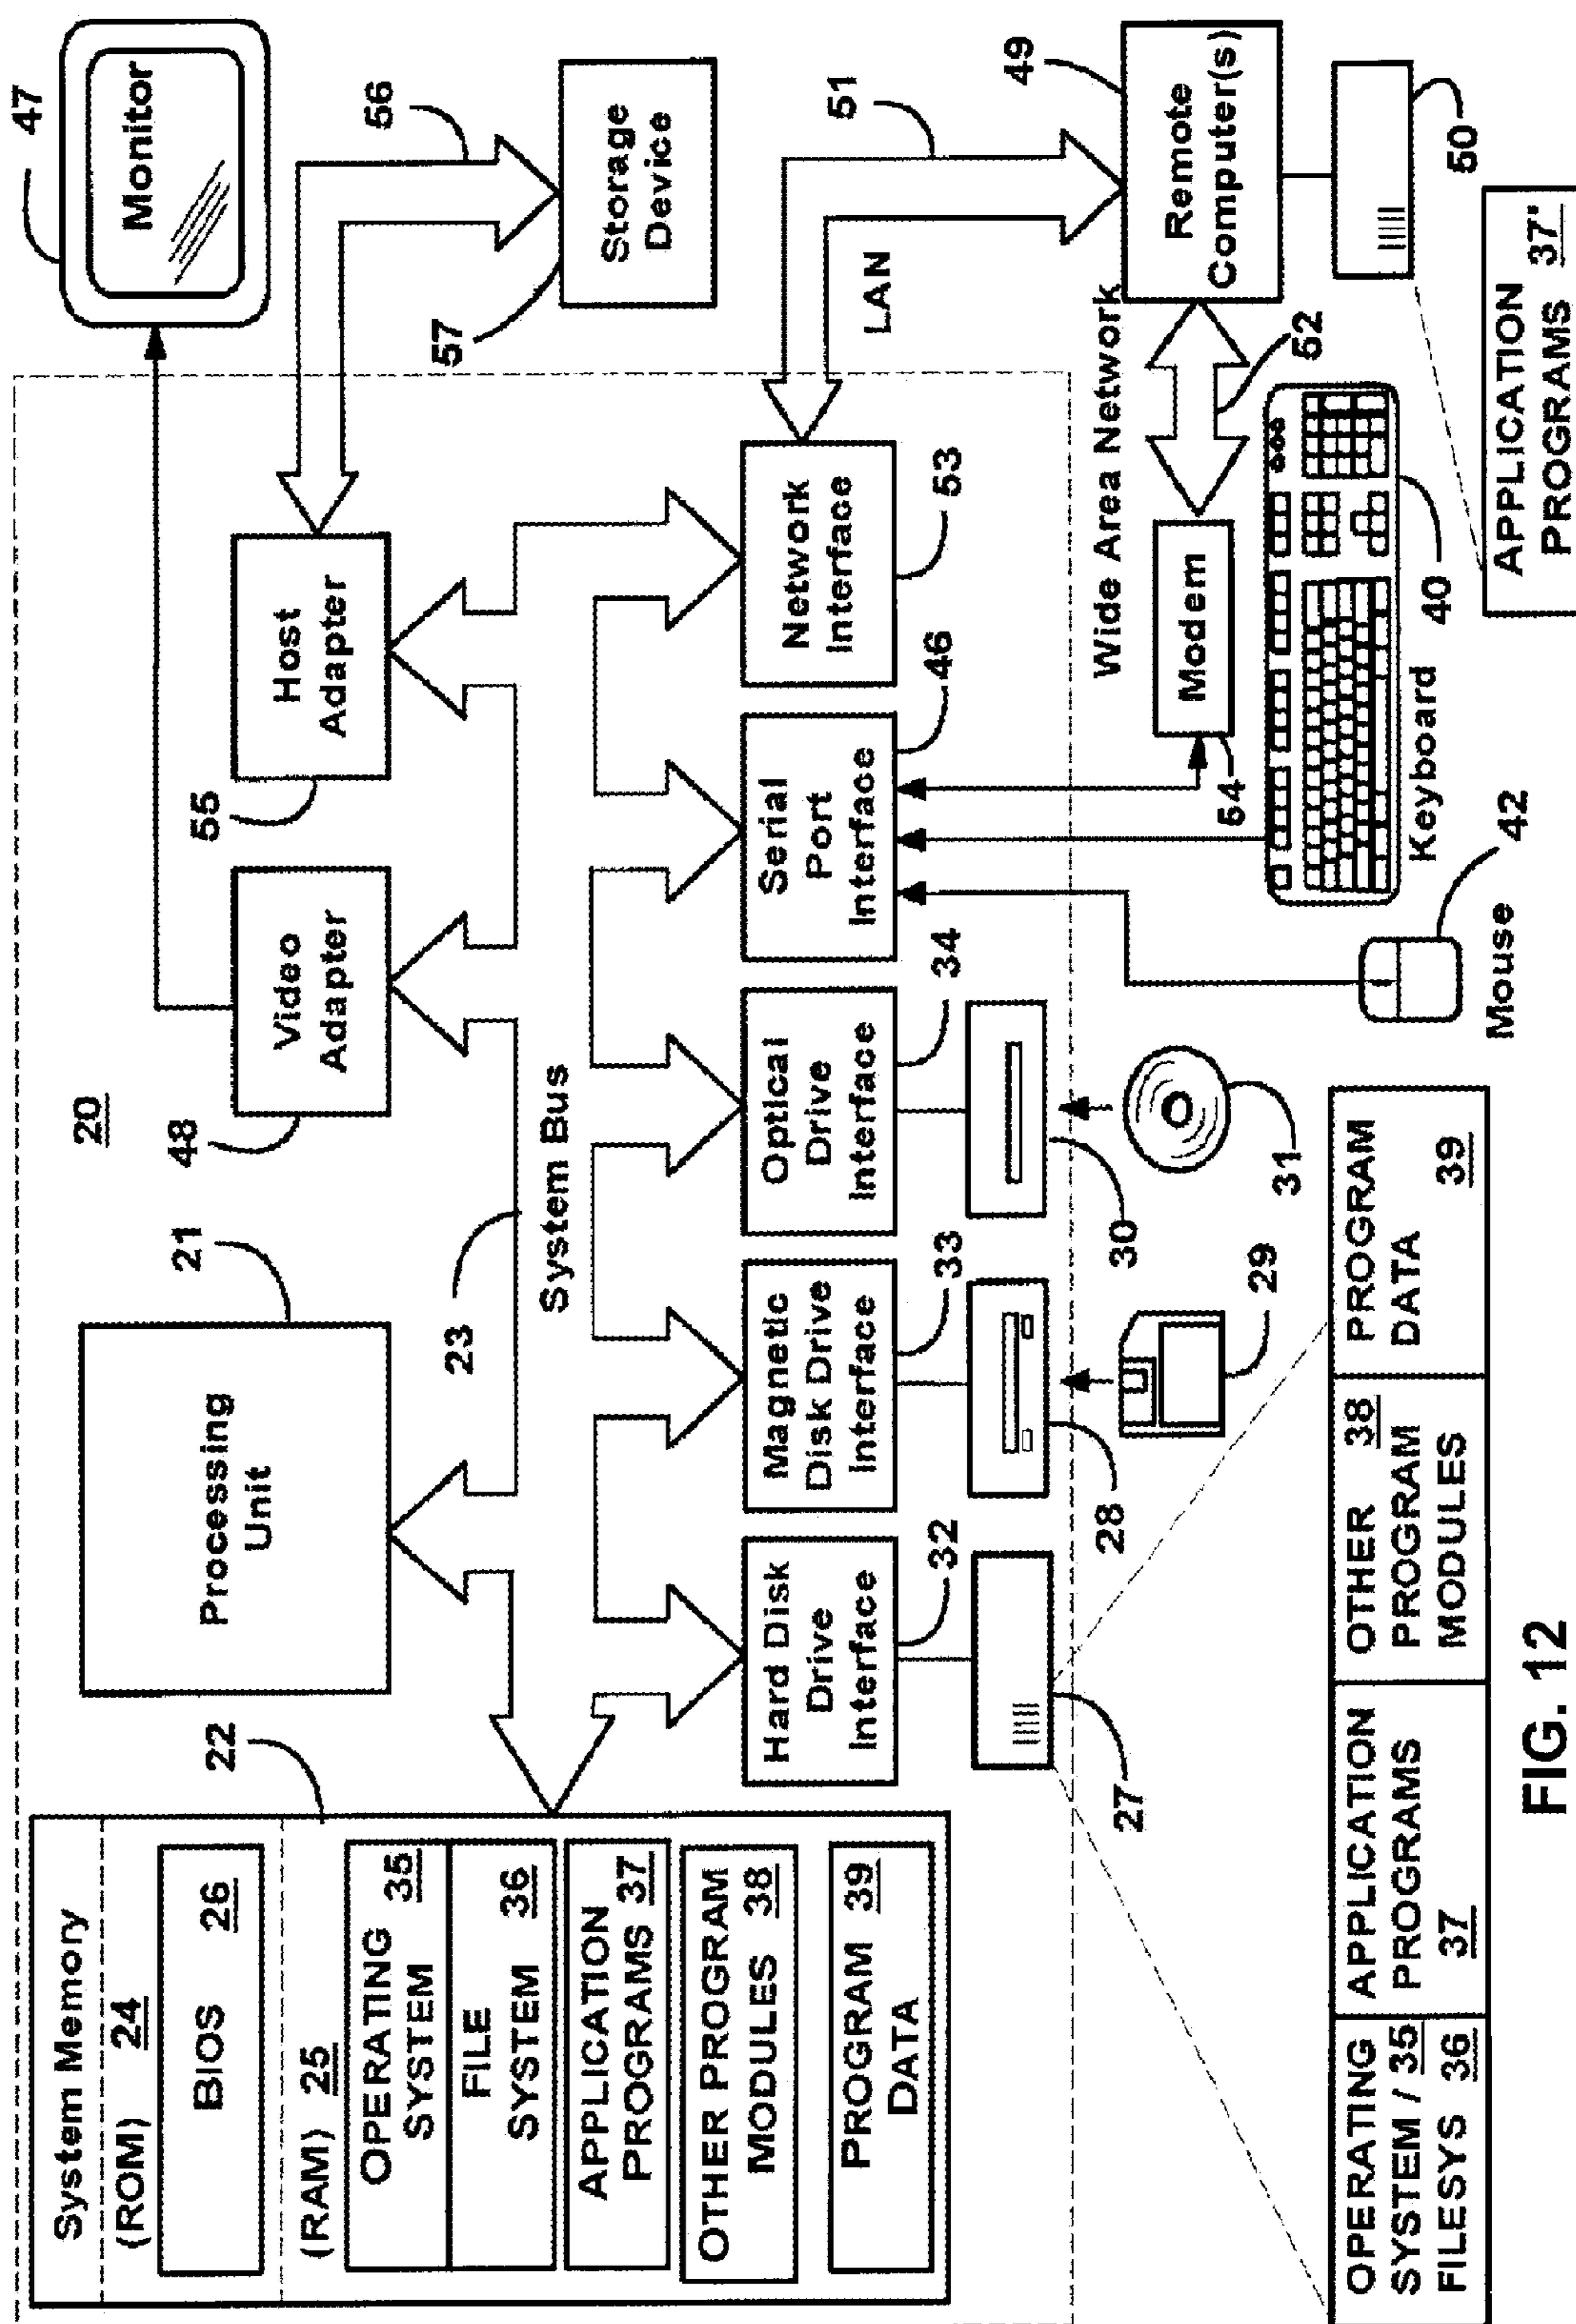 System Memory
(ROM) 24
BIOS 26
(RAM) 25
OPERATING
SYSTEM 35
FILE
SYSTEM 36
APPLICATION
PROGRAMS 37
OTHER PROGRAM
MODULES 38
PROGRAM 39
DATA
22
Processing
Unit
21
20
Video
Adapter
48
Host
Adapter
55
47
Monitor
56
Storage
Device
57
23
System Bus
Hard Disk
Drive
Interface
32
Magnetic
Disk Drive
Interface
33
Optical
Drive
Interface
34
Serial
Port
Interface
46
Network
Interface
53
LAN
51
27
28
29
30
31
Wide Area Network
Modem
54
52
49
Remote
Computer(s)
50
Keyboard
40
Mouse
42
APPLICATION
PROGRAMS 37"
OPERATING
SYSTEM / 35
FILESYS 36
APPLICATION
PROGRAMS
37
OTHER 38
PROGRAM
MODULES
PROGRAM
DATA
39
FIG. 12